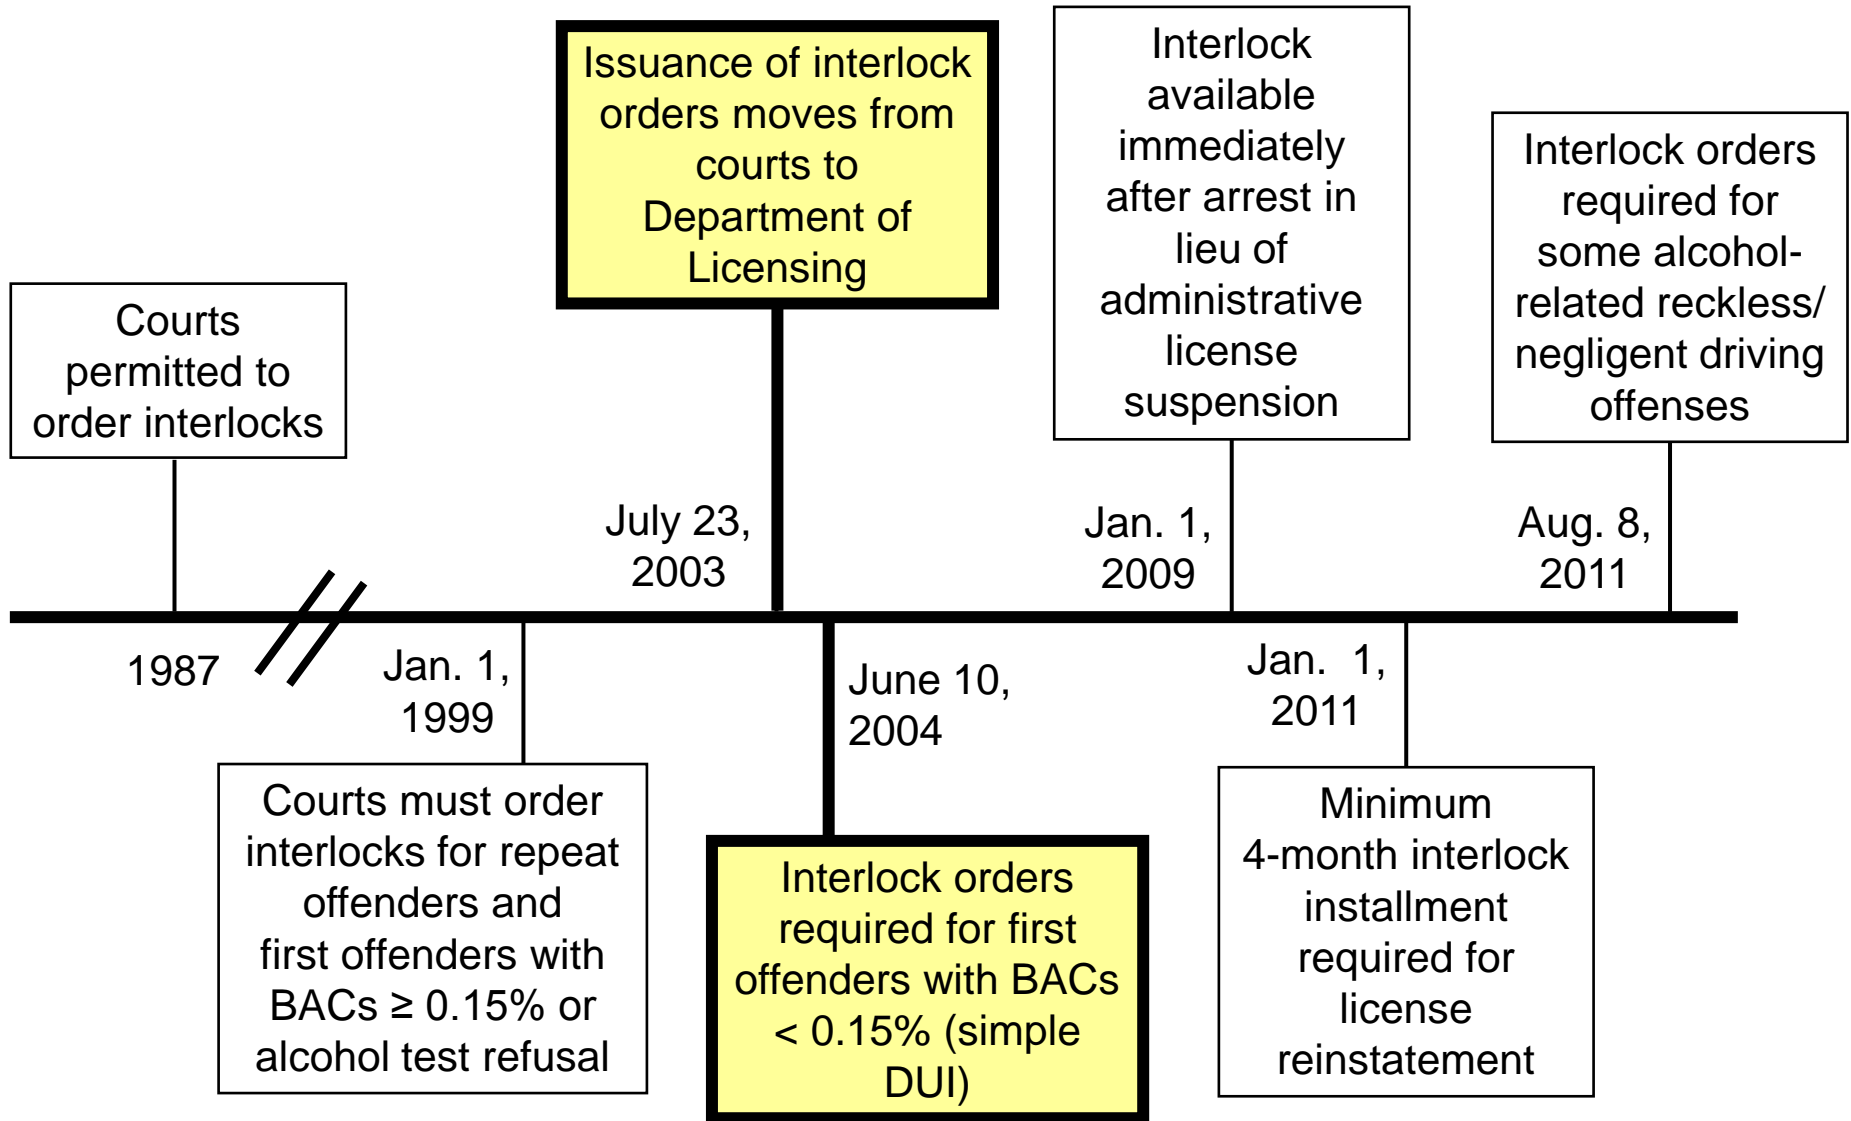 Courts
permitted to
order interlocks
1987
Jan. 1,
1999
Courts must order
interlocks for repeat
offenders and
first offenders with
BACs ≥ 0.15% or
alcohol test refusal
Issuance of interlock
orders moves from
courts to
Department of
Licensing
July 23,
2003
June 10,
2004
Interlock orders
required for first
offenders with BACs
< 0.15% (simple
DUI)
Interlock
available
immediately
after arrest in
lieu of
administrative
license
suspension
Jan. 1,
2009
Jan. 1,
2011
Minimum
4-month interlock
installment
required for
license
reinstatement
Interlock orders
required for
some alcohol-
related reckless/
negligent driving
offenses
Aug. 8,
2011